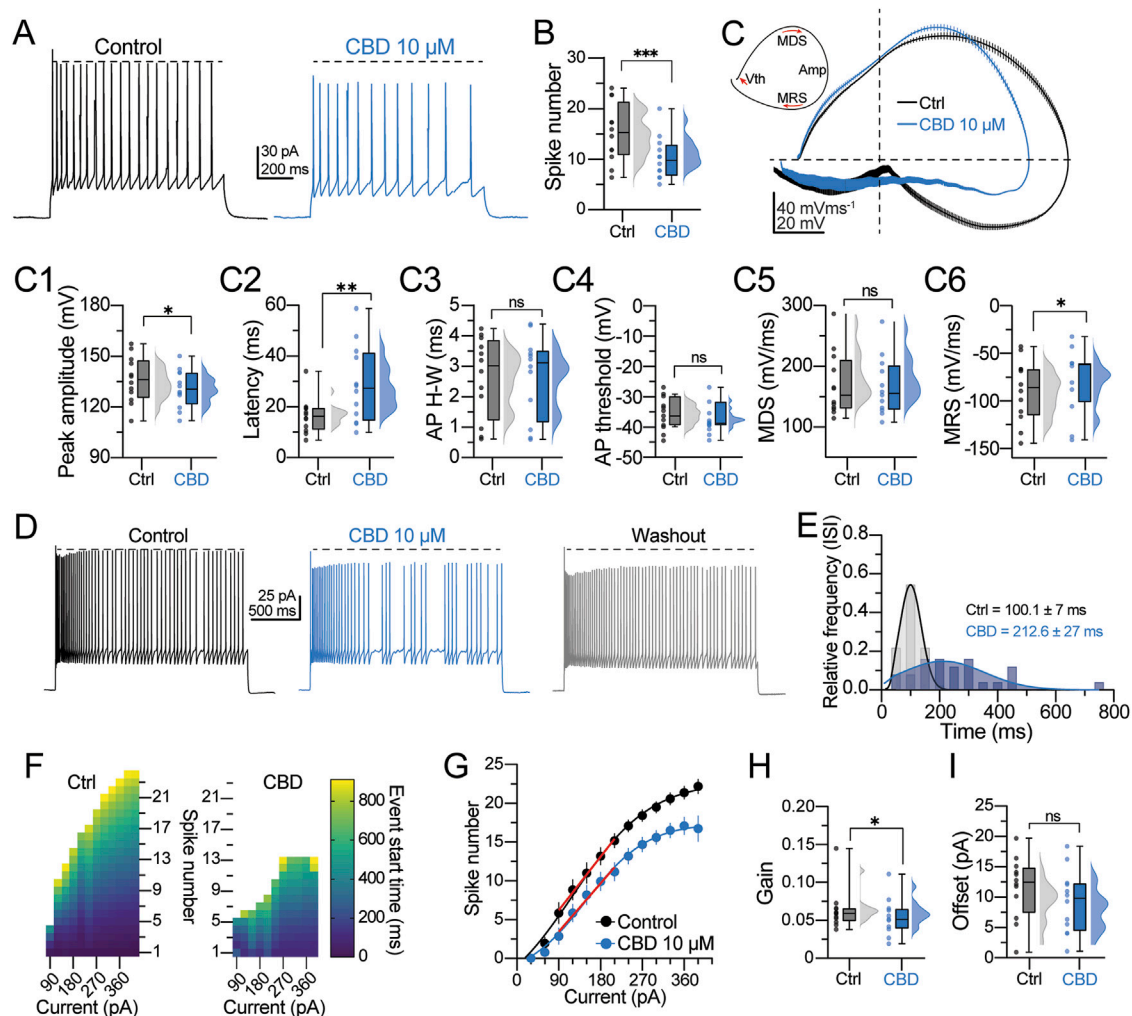 A
Control
CBD 10 µM
30 pA
200 ms
B
Spike number
30
20
10
0
***
Ctrl
CBD
C
MDS
Vth
Amp
MRS
Ctrl
CBD 10 µM
40 mVms⁻¹
20 mV
C1
Peak amplitude (mV)
180
150
120
90
*
Ctrl
CBD
C2
Latency (ms)
60
40
20
0
**
Ctrl
CBD
C3
AP H-W (ms)
5
4
3
2
1
0
ns
Ctrl
CBD
C4
AP threshold (mV)
0
-10
-20
-30
-40
-50
ns
Ctrl
CBD
C5
MDS (mV/ms)
300
200
100
ns
Ctrl
CBD
C6
MRS (mV/ms)
0
-50
-100
-150
*
Ctrl
CBD
D
Control
25 pA
500 ms
CBD 10 µM
Washout
E
Relative frequency (ISI)
0.8
0.6
0.4
0.2
0.0
Ctrl = 100.1 ± 7 ms
CBD = 212.6 ± 27 ms
0
200
400
600
800
Time (ms)
F
Ctrl
21
17
13
9
5
1
Spike number
90
180
270
360
Current (pA)
CBD
21
17
13
9
5
1
90
180
270
360
Current (pA)
800
600
400
200
0
Event start time (ms)
G
Spike number
25
20
15
10
5
0
Control
CBD 10 µM
0
90
180
270
360
Current (pA)
H
Gain
0.20
0.15
0.10
0.05
0.00
*
Ctrl
CBD
I
Offset (pA)
25
20
15
10
5
0
ns
Ctrl
CBD